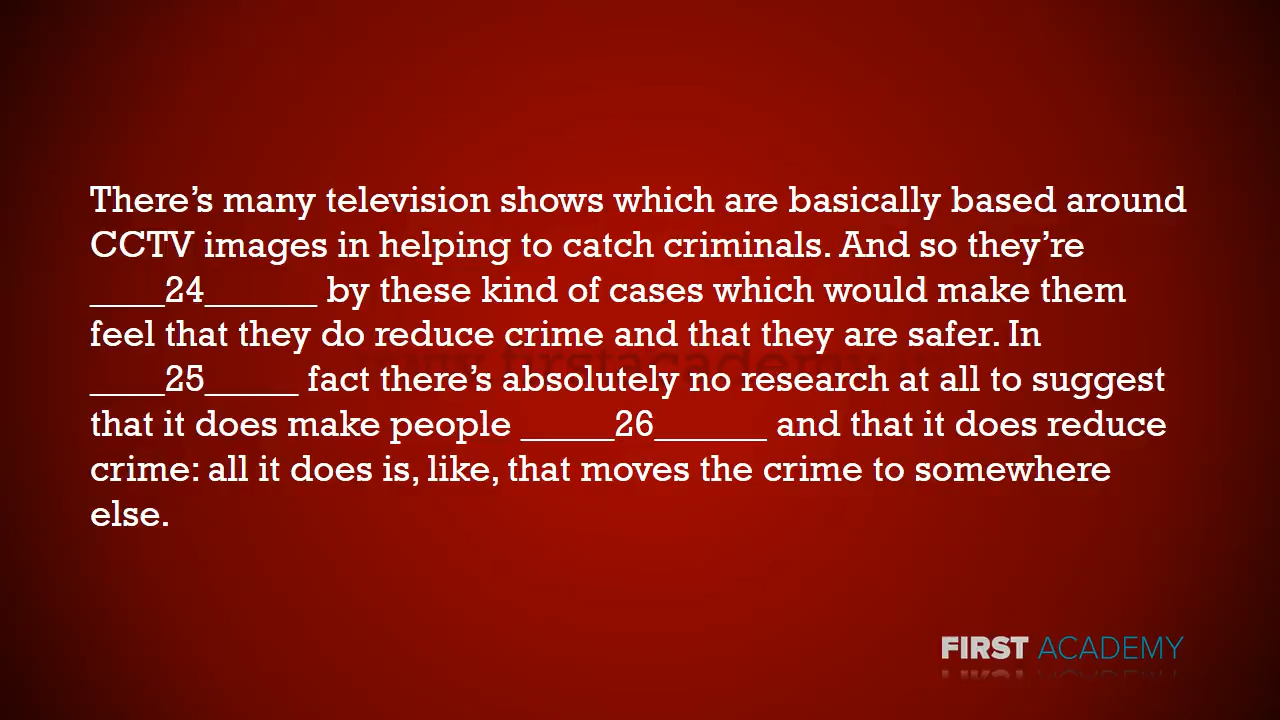 There’s many television shows which are basically based around
CCTV images in helping to catch criminals. And so they’re
____24______ by these kind of cases which would make them
feel that they do reduce crime and that they are safer. In
____25_____ fact there’s absolutely no research at all to suggest
that it does make people _____26______ and that it does reduce
crime: all it does is, like, that moves the crime to somewhere
else.
FIRST ACADEMY